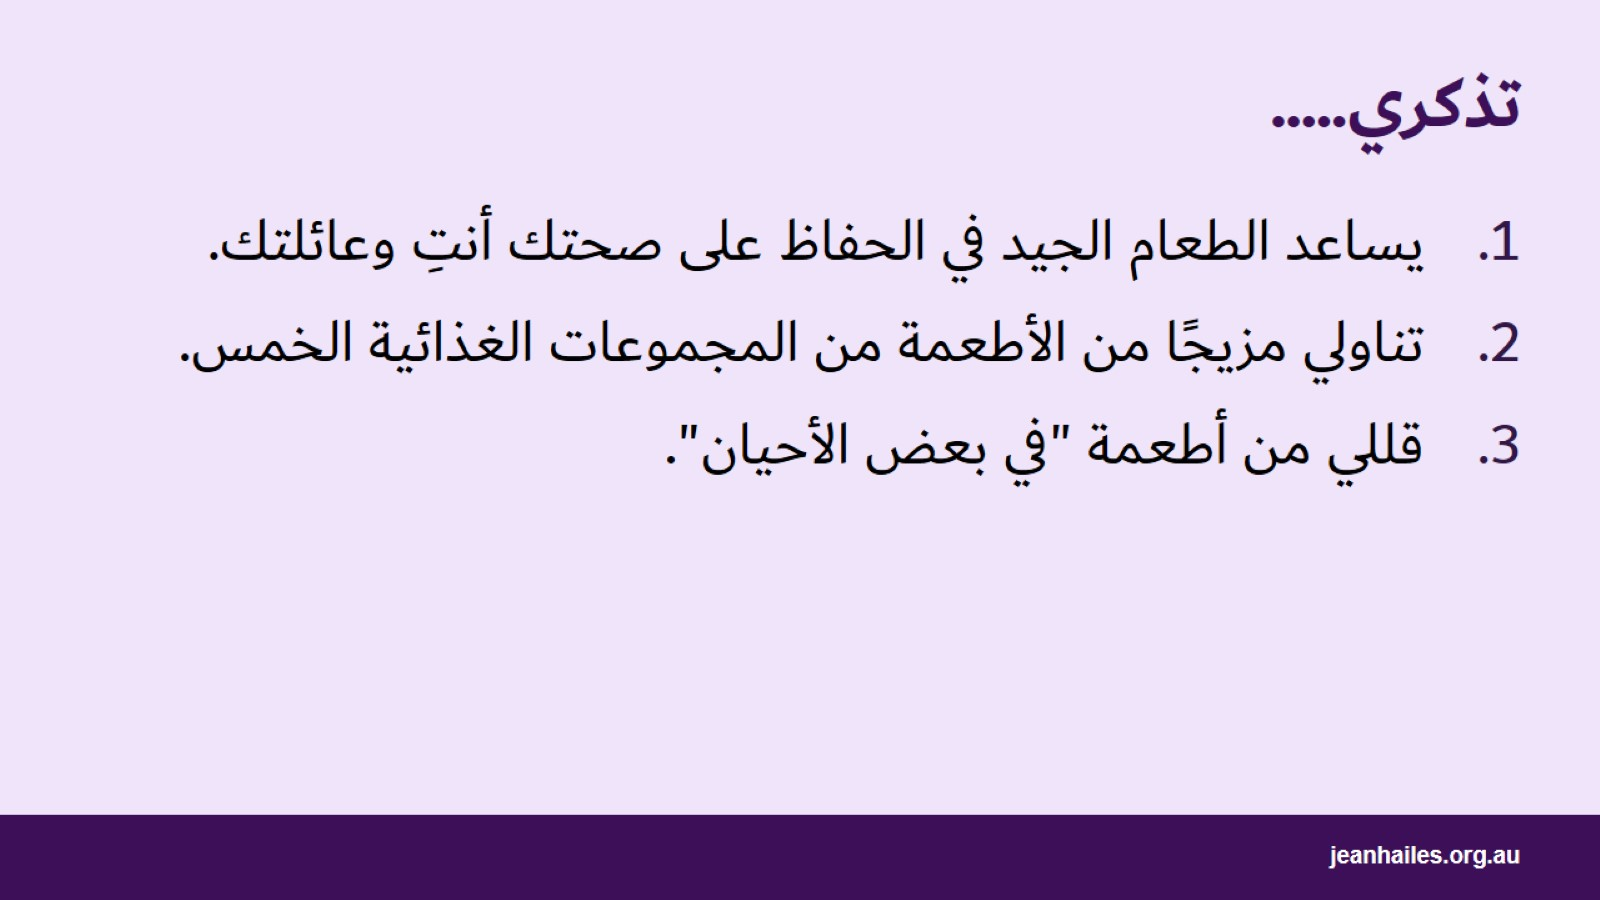 تذكري.....
1. يساعد الطعام الجيد في الحفاظ على صحتك أنتِ وعائلتك.
2. تناولي مزيجًا من الأطعمة من المجموعات الغذائية الخمس.
3. قللي من أطعمة "في بعض الأحيان".
jeanhailes.org.au